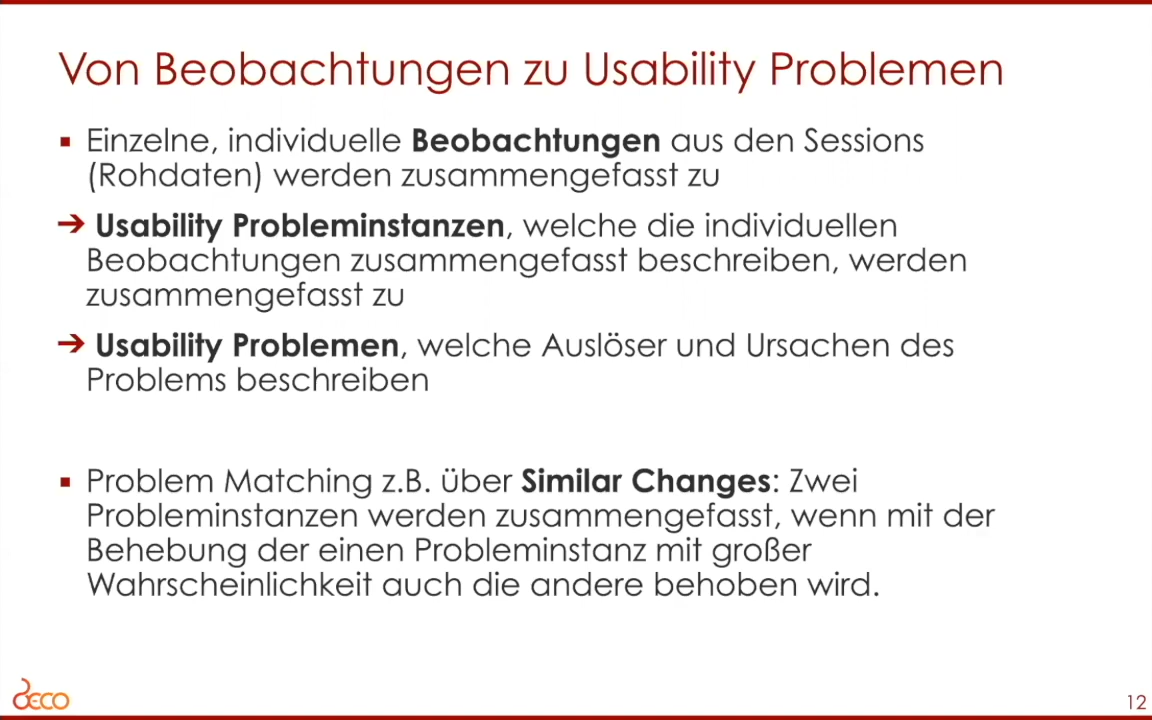 Von Beobachtungen zu Usability Problemen
▪ Einzelne, individuelle Beobachtungen aus den Sessions
(Rohdaten) werden zusammengefasst zu
➔ Usability Probleminstanzen, welche die individuellen
Beobachtungen zusammengefasst beschreiben, werden
zusammengefasst zu
➔ Usability Problemen, welche Auslöser und Ursachen des
Problems beschreiben
▪ Problem Matching z.B. über Similar Changes: Zwei
Probleminstanzen werden zusammengefasst, wenn mit der
Behebung der einen Probleminstanz mit großer
Wahrscheinlichkeit auch die andere behoben wird.
DECO
12